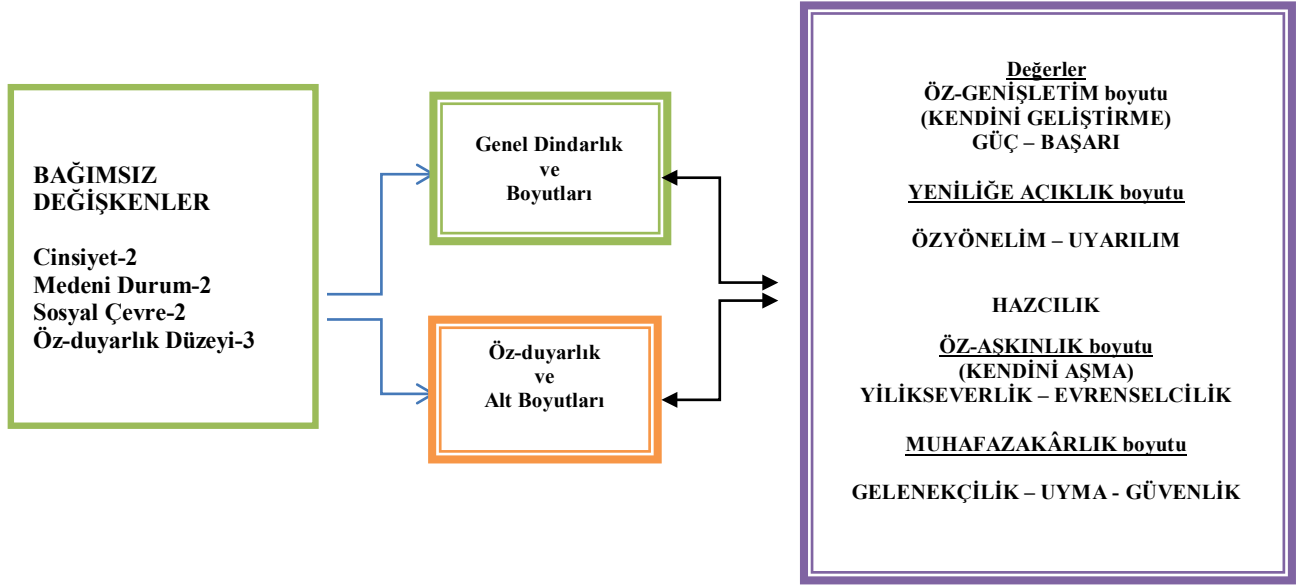 BAĞIMSIZ
DEĞİŞKENLER
Cinsiyet-2
Medeni Durum-2
Sosyal Çevre-2
Öz-duyarlık Düzeyi-3
Genel Dindarlık
ve
Boyutları
Öz-duyarlık
ve
Alt Boyutları
Değerler
ÖZ-GENİŞLETİM boyutu
(KENDİNİ GELİŞTİRME)
GÜÇ – BAŞARI
YENİLİĞE AÇIKLIK boyutu
ÖZYÖNELİM – UYARILIM
HAZCILIK
ÖZ-AŞKINLIK boyutu
(KENDİNİ AŞMA)
YİLİKSEVERLİK – EVRENSELCİLİK
MUHAFAZAKÂRLIK boyutu
GELENEKÇİLİK – UYMA - GÜVENLİK